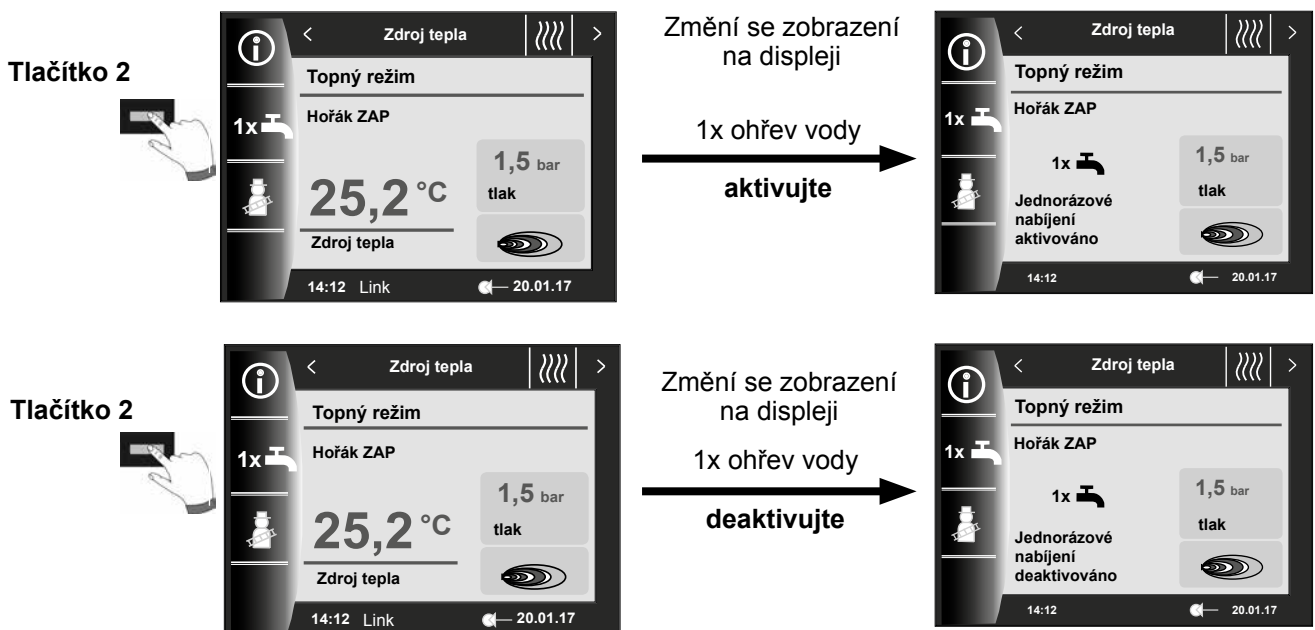 Tlačítko 2
< Zdroj tepla >
Topný režim
Hořák ZAP
1x
1,5 bar
tlak
25,2 °C
Zdroj tepla
14:12 Link 20.01.17
Změní se zobrazení
na displeji
1x ohřev vody
aktivujte
< Zdroj tepla >
Topný režim
Hořák ZAP
1x
1x
1,5 bar
tlak
Jednorázové
nabíjení
aktivováno
14:12 20.01.17
Tlačítko 2
< Zdroj tepla >
Topný režim
Hořák ZAP
1x
1,5 bar
tlak
25,2 °C
Zdroj tepla
14:12 Link 20.01.17
Změní se zobrazení
na displeji
1x ohřev vody
deaktivujte
< Zdroj tepla >
Topný režim
Hořák ZAP
1x
1x
1,5 bar
tlak
Jednorázové
nabíjení
deaktivováno
14:12 20.01.17